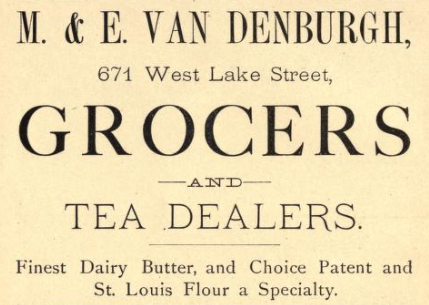 M. & E. VAN DENBURGH,
671 West Lake Street,
GROCERS
AND
TEA DEALERS.
Finest Dairy Butter, and Choice Patent and
St. Louis Flour a Specialty.